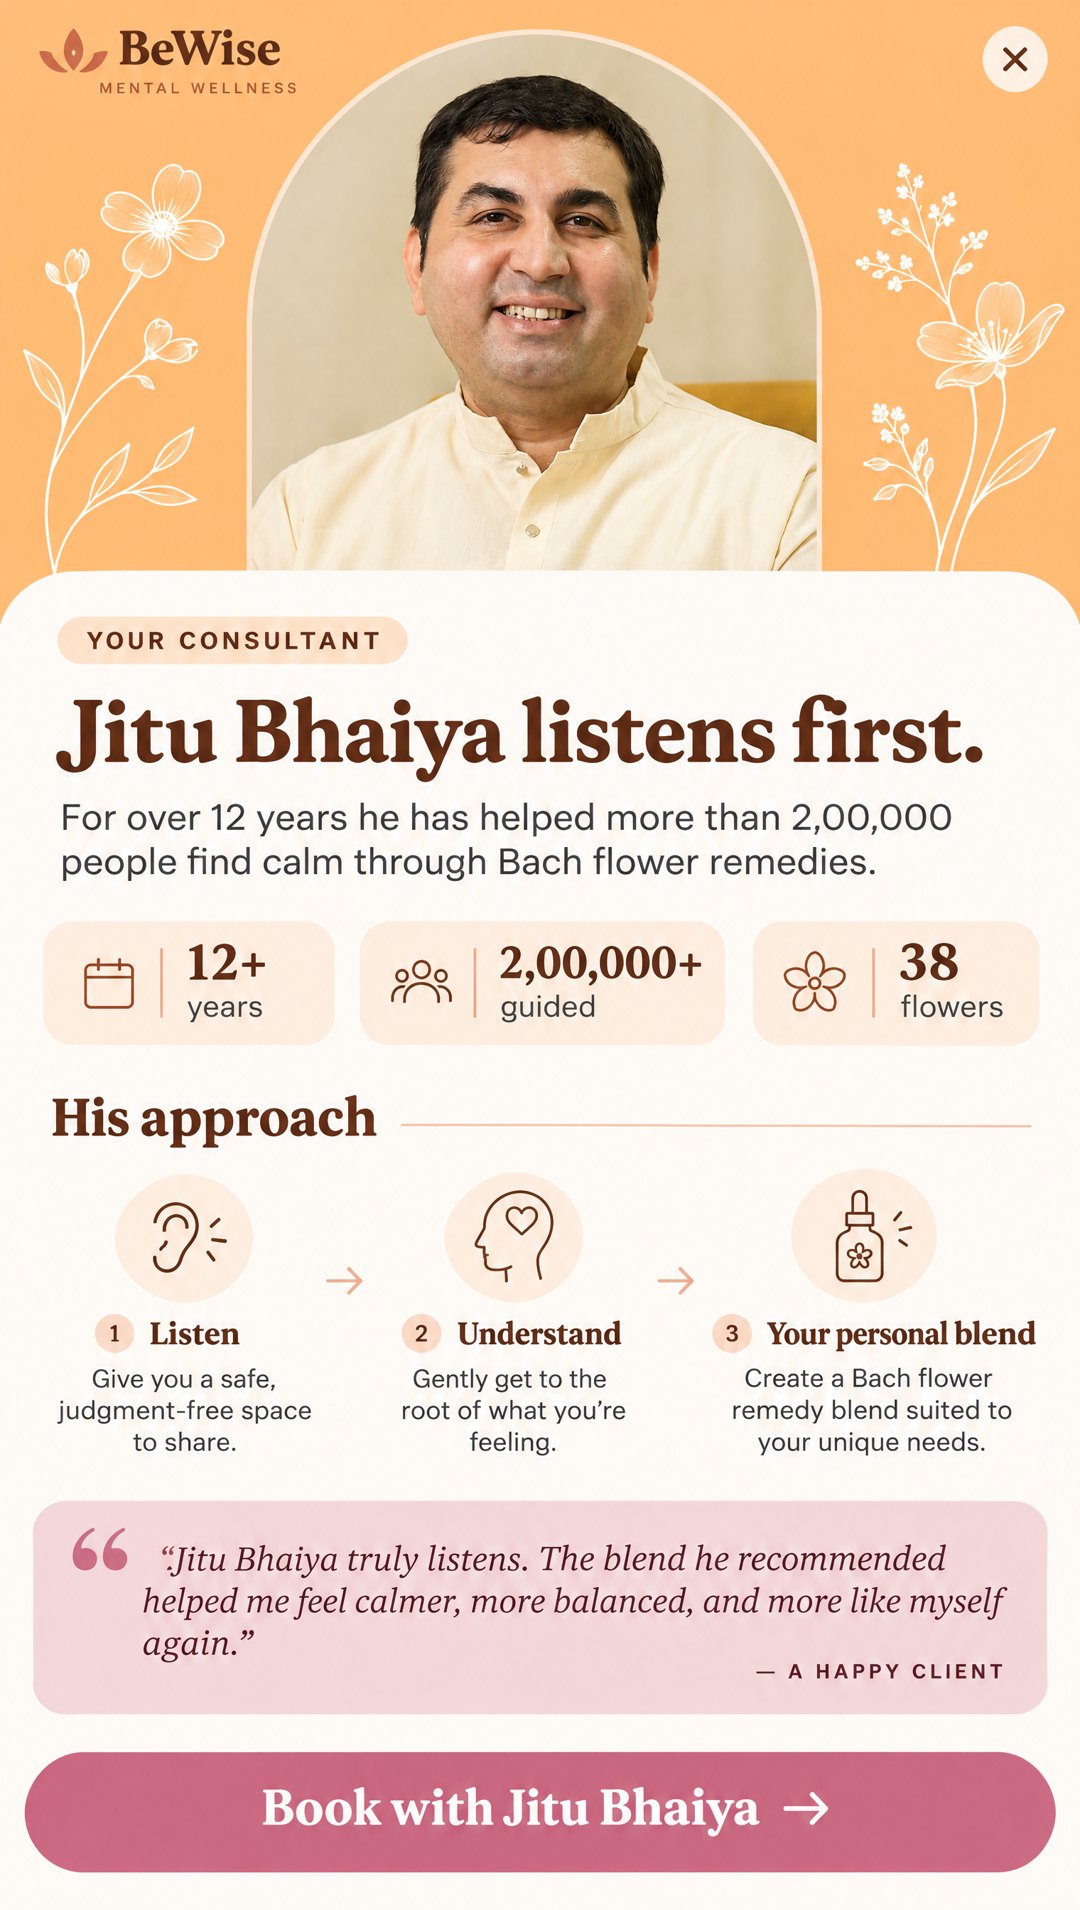 BeWise
MENTAL WELLNESS
YOUR CONSULTANT
Jitu Bhaiya listens first.
For over 12 years he has helped more than 2,00,000
people find calm through Bach flower remedies.
12+
years
2,00,000+
guided
38
flowers
His approach
1 Listen
Give you a safe,
judgment-free space
to share.
2 Understand
Gently get to the
root of what you’re
feeling.
3 Your personal blend
Create a Bach flower
remedy blend suited to
your unique needs.
“Jitu Bhaiya truly listens. The blend he recommended
helped me feel calmer, more balanced, and more like myself
again.”
— A HAPPY CLIENT
Book with Jitu Bhaiya →